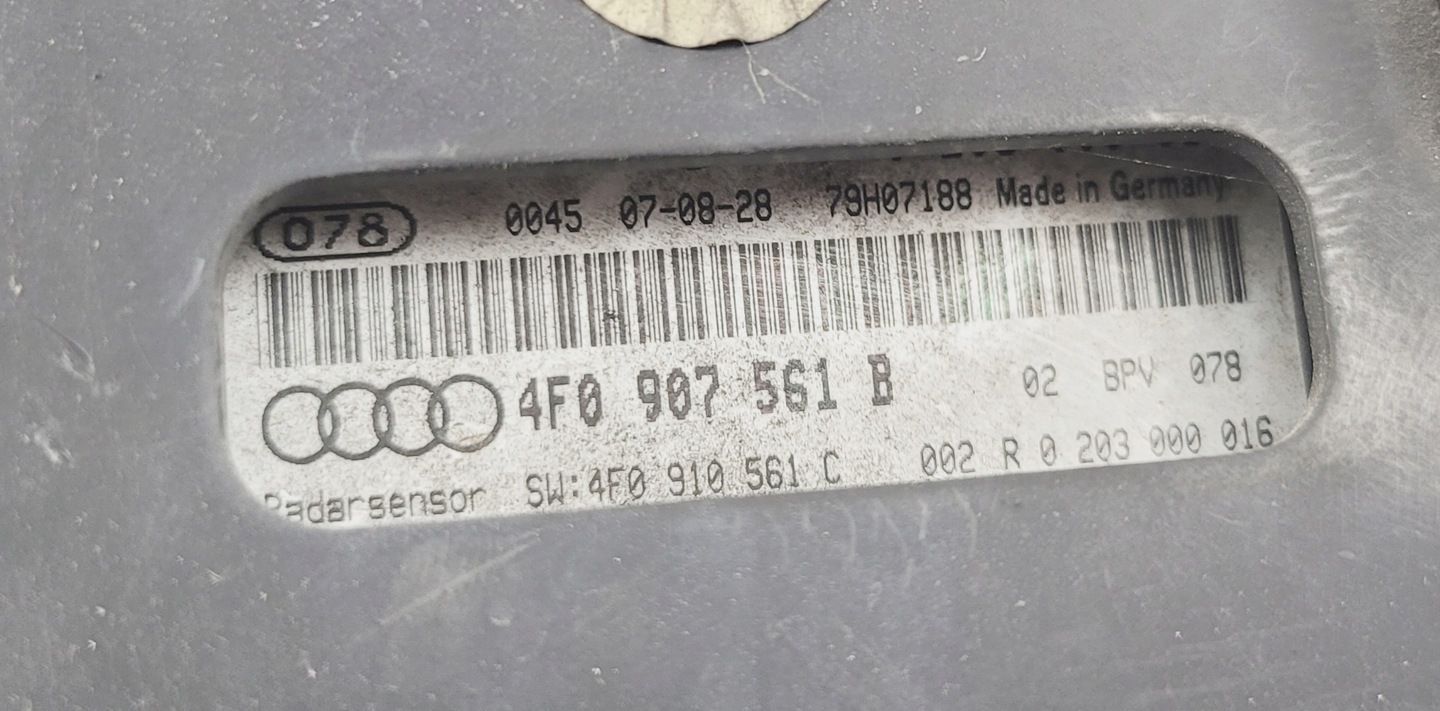 078 0045 07-08-28 79H07188 Made in Germany
4F0 907 561 B 02 BPV 078
Radarsensor SW:4F0 910 561 C 002 R 0 203 000 016